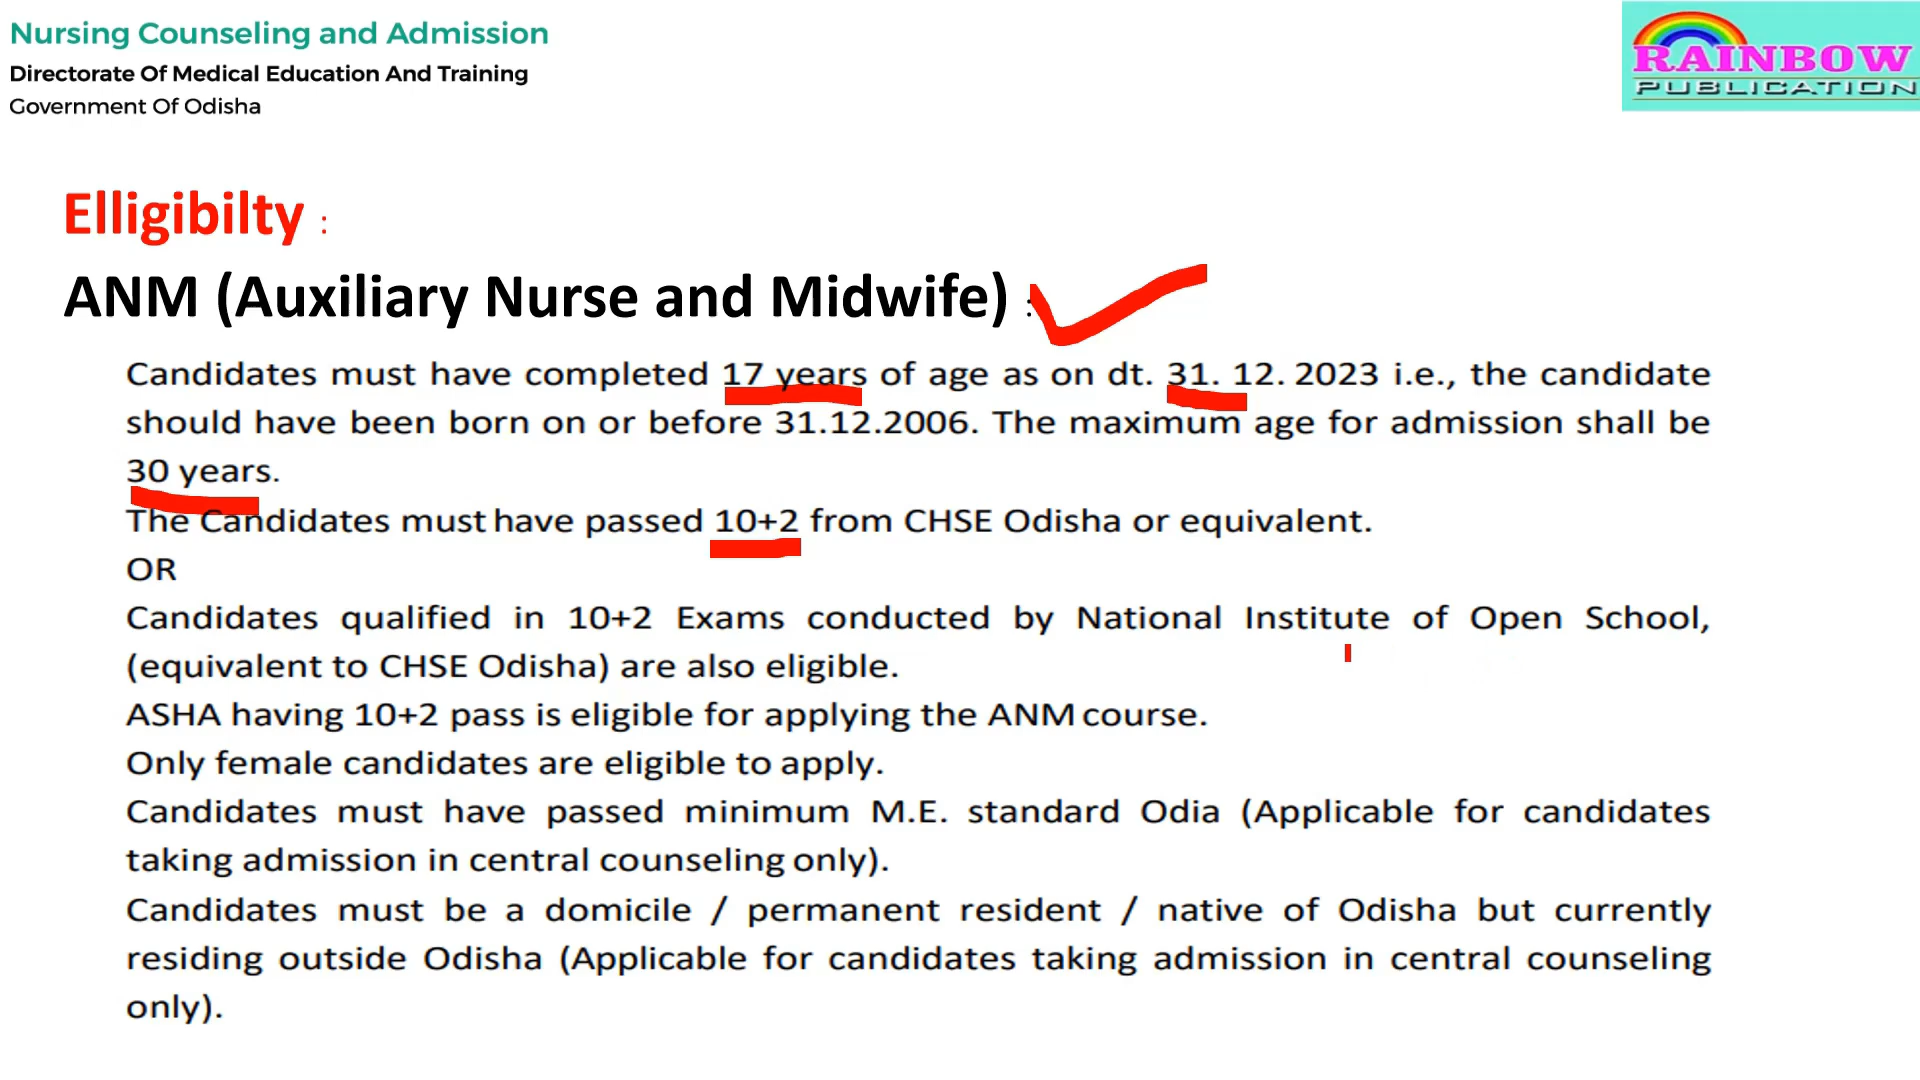 Nursing Counseling and Admission
Directorate Of Medical Education And Training
Government Of Odisha
RAINBOW
PUBLICATION
Elligibilty :
ANM (Auxiliary Nurse and Midwife) :
Candidates must have completed 17 years of age as on dt. 31. 12. 2023 i.e., the candidate
should have been born on or before 31.12.2006. The maximum age for admission shall be
30 years.
The Candidates must have passed 10+2 from CHSE Odisha or equivalent.
OR
Candidates qualified in 10+2 Exams conducted by National Institute of Open School,
(equivalent to CHSE Odisha) are also eligible.
ASHA having 10+2 pass is eligible for applying the ANM course.
Only female candidates are eligible to apply.
Candidates must have passed minimum M.E. standard Odia (Applicable for candidates
taking admission in central counseling only).
Candidates must be a domicile / permanent resident / native of Odisha but currently
residing outside Odisha (Applicable for candidates taking admission in central counseling
only).